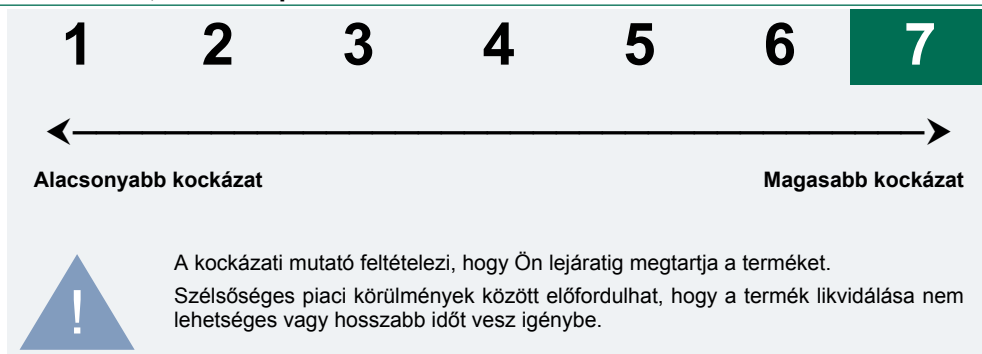 1 2 3 4 5 6 7
Alacsonyabb kockázat Magasabb kockázat
A kockázati mutató feltételezi, hogy Ön lejáratig megtartja a terméket.
! Szélsőséges piaci körülmények között előfordulhat, hogy a termék likvidálása nem
lehetséges vagy hosszabb időt vesz igénybe.